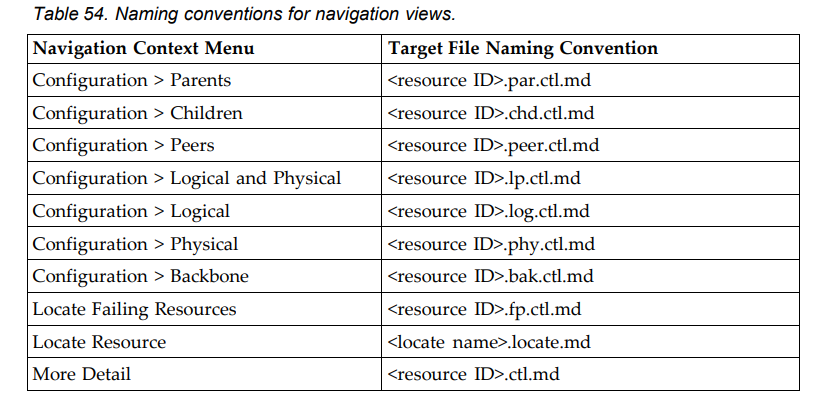 Table 54. Naming conventions for navigation views.
Navigation Context Menu Target File Naming Convention
Configuration > Parents <resource ID>.par.ctl.md
Configuration > Children <resource ID>.chd.ctl.md
Configuration > Peers <resource ID>.peer.ctl.md
Configuration > Logical and Physical <resource ID>.lp.ctl.md
Configuration > Logical <resource ID>.log.ctl.md
Configuration > Physical <resource ID>.phy.ctl.md
Configuration > Backbone <resource ID>.bak.ctl.md
Locate Failing Resources <resource ID>.fp.ctl.md
Locate Resource <locate name>.locate.md
More Detail <resource ID>.ctl.md